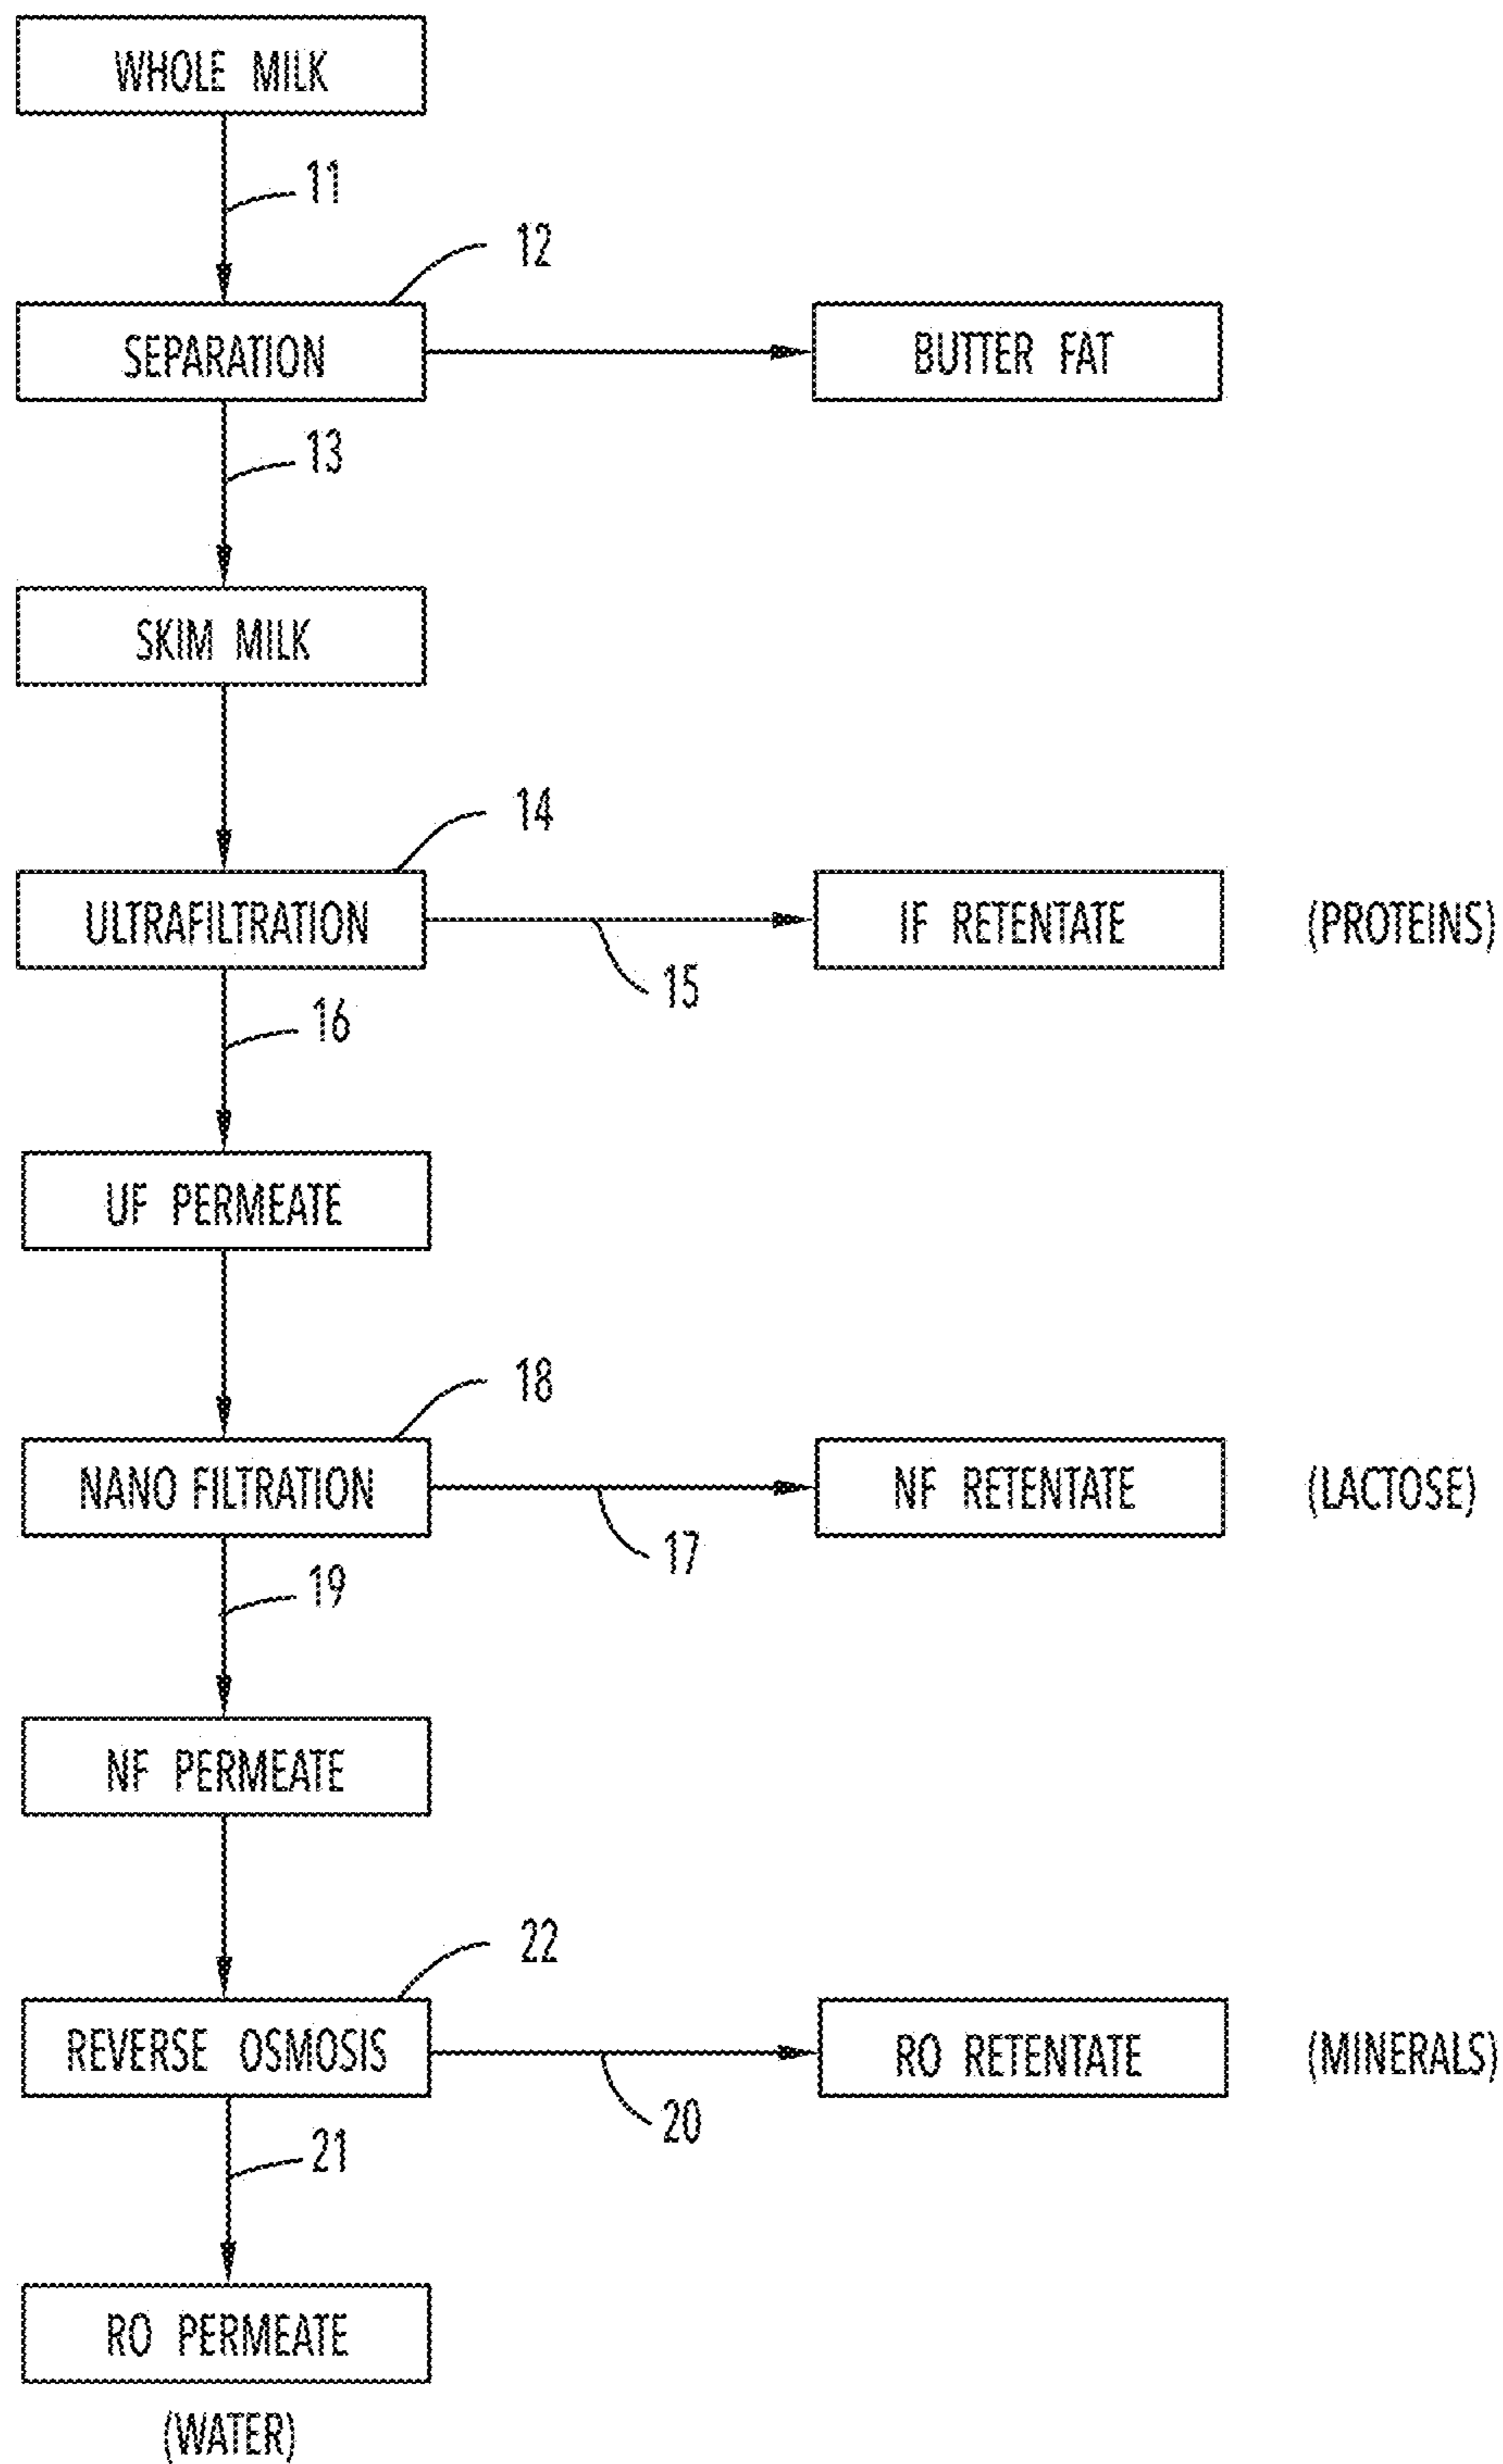 WHOLE MILK
11
12
SEPARATION
BUTTER FAT
13
SKIM MILK
14
ULTRAFILTRATION
IF RETENTATE
(PROTEINS)
15
16
UF PERMEATE
18
NANO FILTRATION
NF RETENTATE
(LACTOSE)
17
19
NF PERMEATE
22
REVERSE OSMOSIS
RO RETENTATE
(MINERALS)
20
21
RO PERMEATE
(WATER)